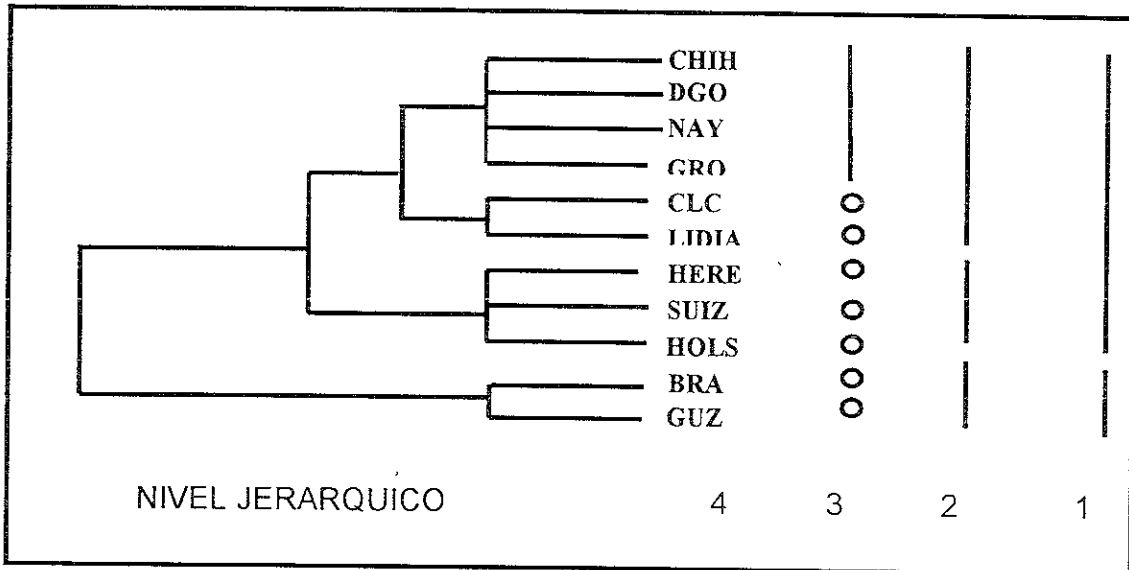 CHIH
DGO
NAY
GRO
CLC
LIDIA
HERE
SUIZ
HOLS
BRA
GUZ
NIVEL JERARQUICO 4 3 2 1